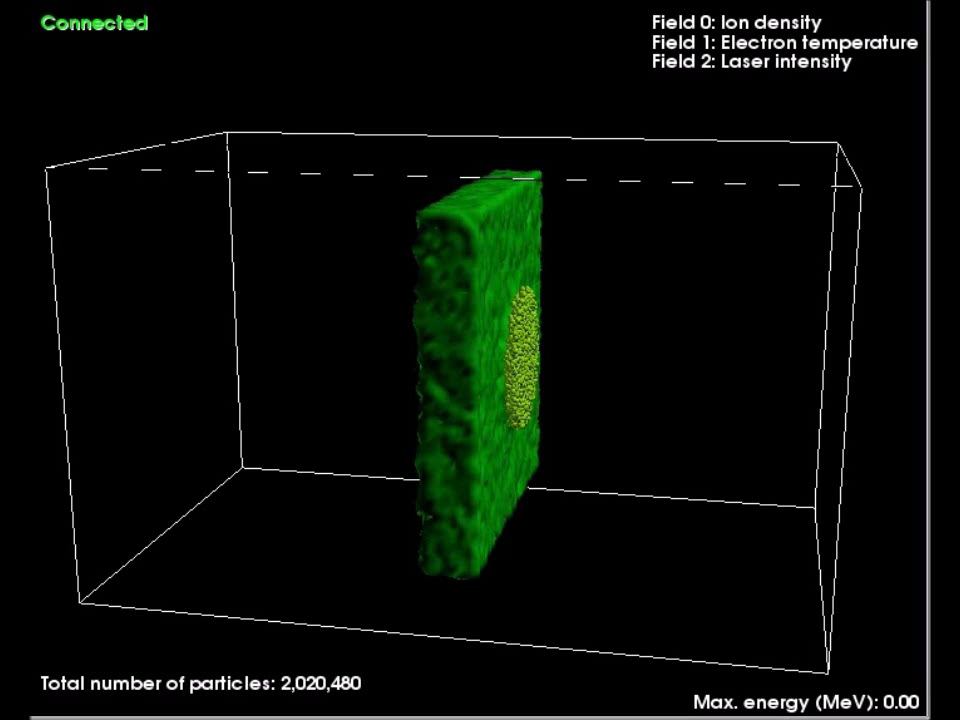 Connected
Field 0: Ion density
Field 1: Electron temperature
Field 2: Laser intensity
Total number of particles: 2,020,480
Max. energy (MeV): 0.00